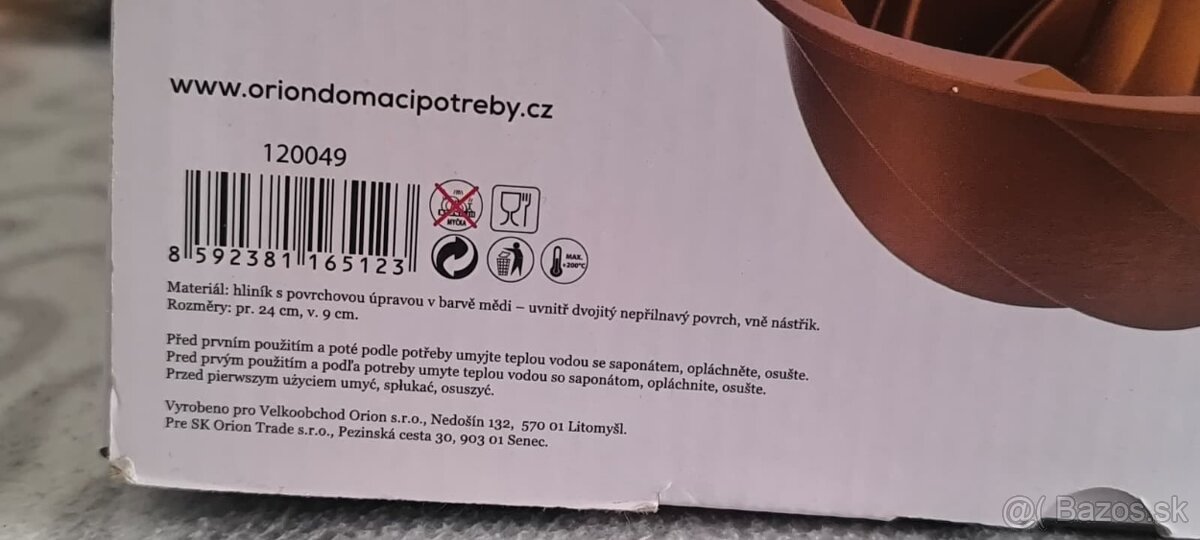 www.oriondomacipotreby.cz
120049
8 592381 165123
MYČKA
MAX.
+200°C
Materiál: hliník s povrchovou úpravou v barvě mědi – uvnitř dvojitý nepřilnavý povrch, vně nástřik.
Rozměry: pr. 24 cm, v. 9 cm.
Před prvním použitím a poté podle potřeby umyjte teplou vodou se saponátem, opláchněte, osušte.
Pred prvým použitím a podľa potreby umyte teplou vodou so saponátom, opláchnite, osušte.
Przed pierwszym użyciem umyć, spłukać, osuszyć.
Vyrobeno pro Velkoobchod Orion s.r.o., Nedošín 132, 570 01 Litomyšl.
Pre SK Orion Trade s.r.o., Pezinská cesta 30, 903 01 Senec.
Bazos.sk